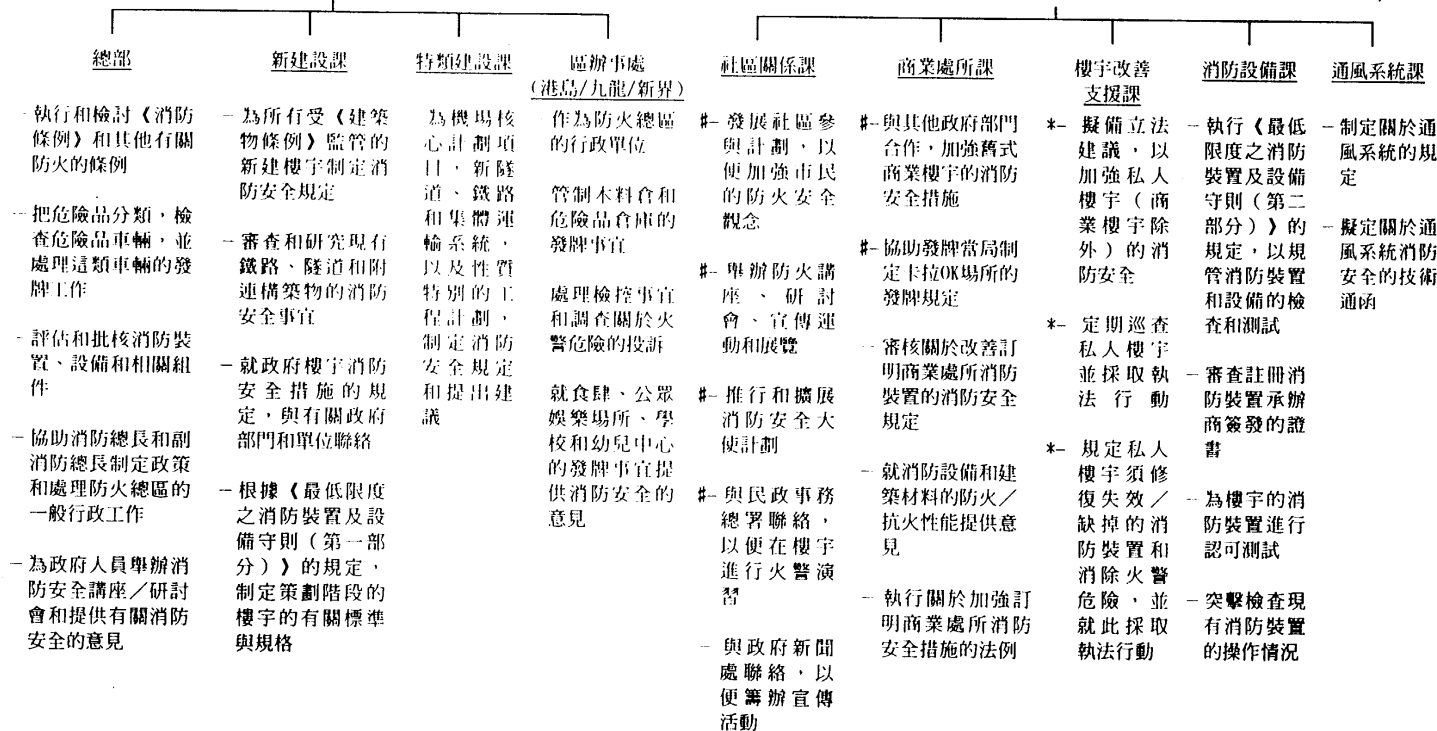 總部
- 執行和檢討《消防
條例》和其他有關
防火的條例
- 把危險品分類，檢
查危險品車輛，並
處理這類車輛的發
牌工作
- 評估和批核消防裝
置、設備和相關組
件
- 協助消防總長和副
消防總長制定政策
和處理防火總區的
一般行政工作
- 為政府人員舉辦消
防安全講座／研討
會和提供有關消防
安全的意見
新建設課
- 為所有受《建築
物條例》監管的
新建樓宇制定消
防安全規定
- 審查和研究現有
鐵路、隧道和附
連構築物的消防
安全事宜
- 就政府樓宇消防
安全措施的規
定，與有關政府
部門和單位聯絡
- 根據《最低限度
之消防裝置及設
備守則（第一部
分）》的規定，
制定策劃階段的
樓宇的有關標準
與規格
特類建設課
為機場核
心計劃項
目，新隧
道、鐵路
和集體運
輸系統，
以及性質
特別的工
程計劃，
制定消防
安全規定
和提出建
議
區辦事處
(港島/九龍/新界)
作為防火總區
的行政單位
管制木料倉和
危險品倉庫的
發牌事宜
處理檢控事宜
和調查關於火
警危險的投訴
就食肆、公眾
娛樂場所、學
校和幼兒中心
的發牌事宜提
供消防安全的
意見
社區關係課
#- 發展社區參
與計劃，以
便加強市民
的防火安全
觀念
#- 舉辦防火講
座、研討
會、宣傳運
動和展覽
#- 推行和擴展
消防安全大
使計劃
#- 與民政事務
總署聯絡，
以便在樓宇
進行火警演
習
- 與政府新聞
處聯絡，以
便籌辦宣傳
活動
商業處所課
#- 與其他政府部門
合作，加強舊式
商業樓宇的消防
安全措施
#- 協助發牌當局制
定卡拉OK場所的
發牌規定
- 審核關於改善訂
明商業處所消防
裝置的消防安全
規定
- 就消防設備和建
築材料的防火／
抗火性能提供意
見
- 執行關於加強訂
明商業處所消防
安全措施的法例
樓宇改善
支援課
*- 擬備立法
建議，以
加強私人
樓宇（商
業樓宇除
外）的消
防安全
*- 定期巡查
私人樓宇
並採取執
法行動
*- 規定私人
樓宇須修
復失效／
缺掉的消
防裝置和
消除火警
危險，並
就此採取
執法行動
消防設備課
- 執行《最低
限度之消防
裝置及設備
守則（第二
部分）》的
規定，以規
管消防裝置
和設備的檢
查和測試
- 審查註冊消
防裝置承辦
商簽發的證
書
- 為樓宇的消
防裝置進行
認可測試
- 突擊檢查現
有消防裝置
的操作情況
通風系統課
- 制定關於通
風系統的規
定
- 擬定關於通
風系統消防
安全的技術
通函